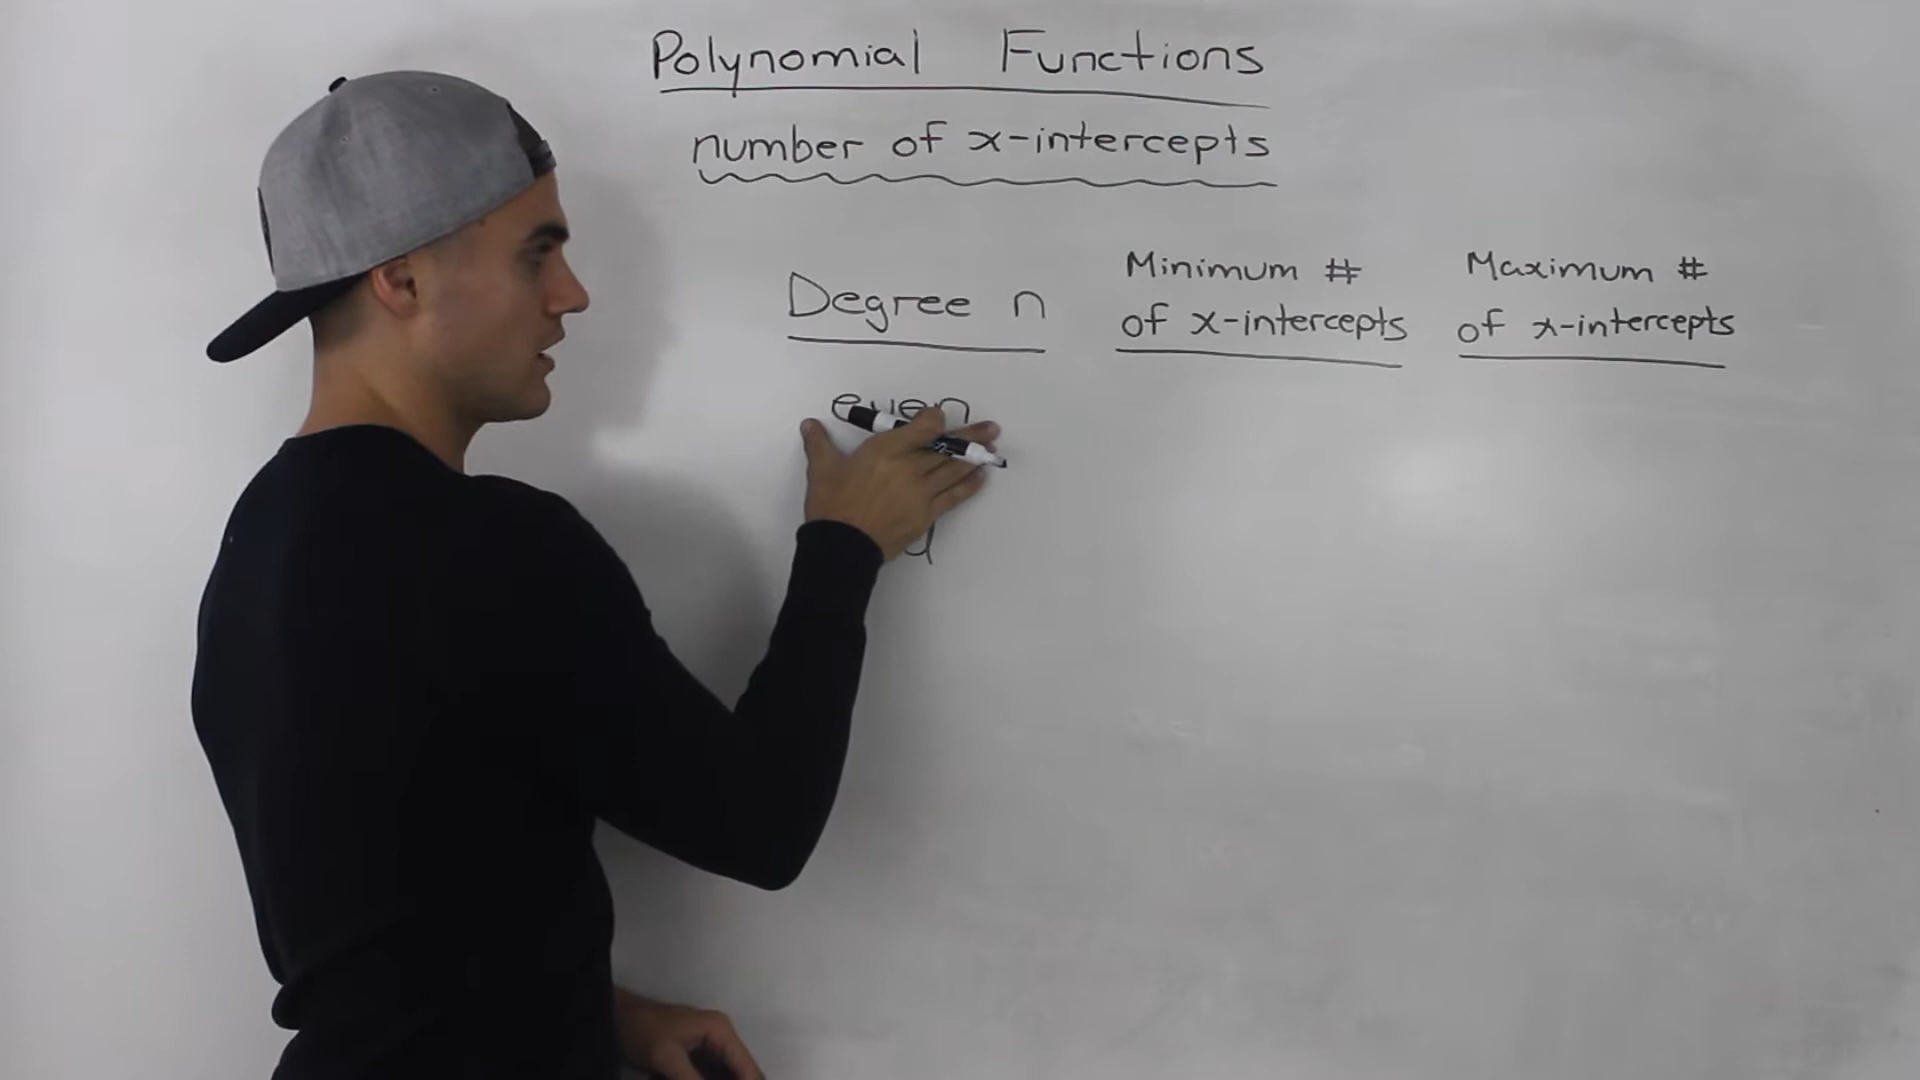 Polynomial Functions
number of x-intercepts
Degree n
Minimum #
of x-intercepts
Maximum #
of x-intercepts
even